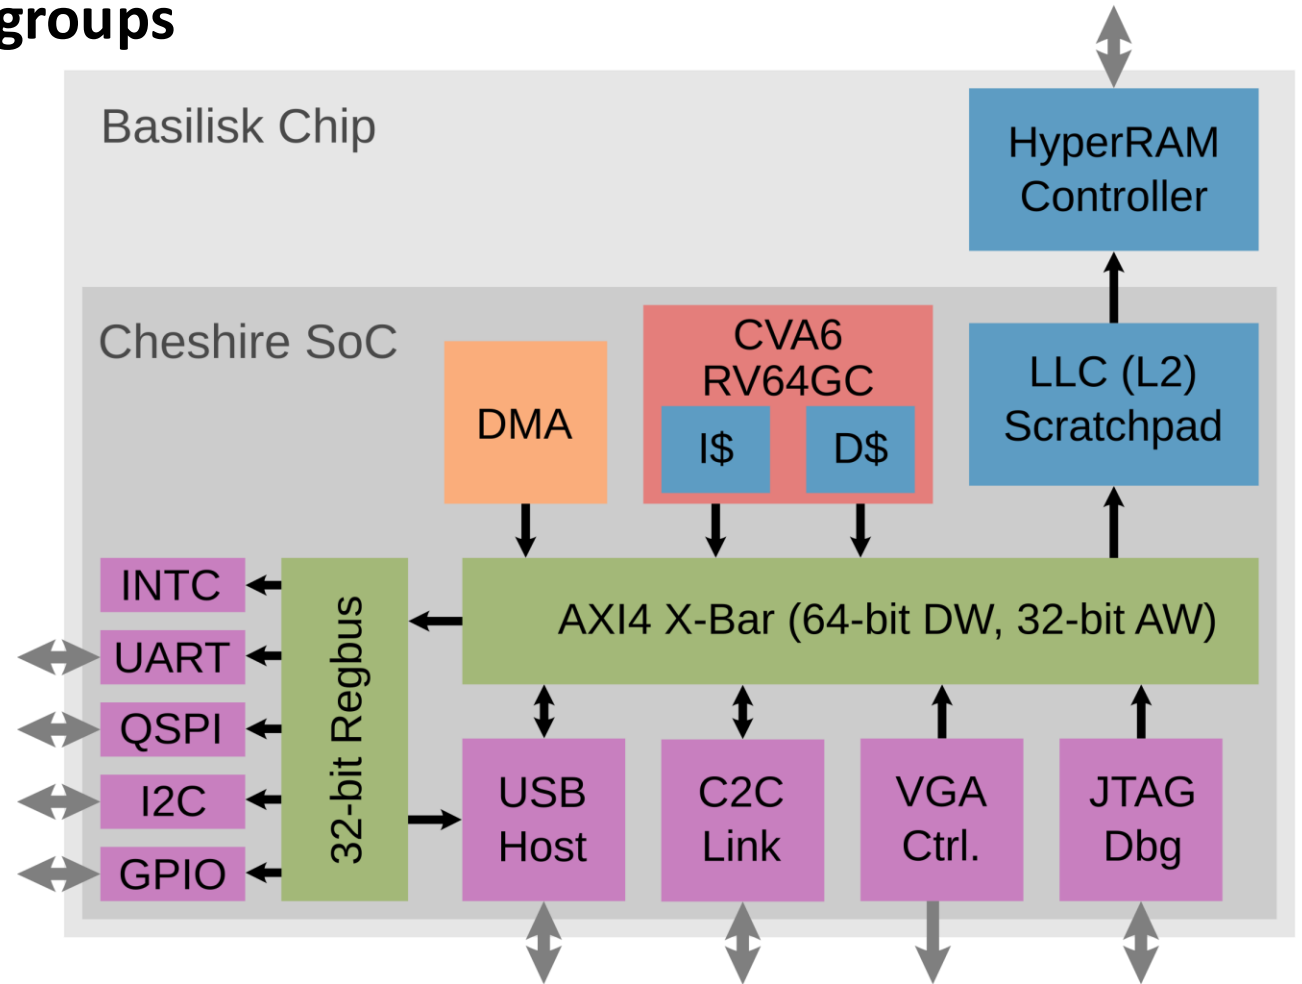 groups
Basilisk Chip
HyperRAM
Controller
Cheshire SoC
DMA
CVA6
RV64GC
I$
D$
LLC (L2)
Scratchpad
INTC
UART
QSPI
I2C
GPIO
32-bit Regbus
AXI4 X-Bar (64-bit DW, 32-bit AW)
USB
Host
C2C
Link
VGA
Ctrl.
JTAG
Dbg